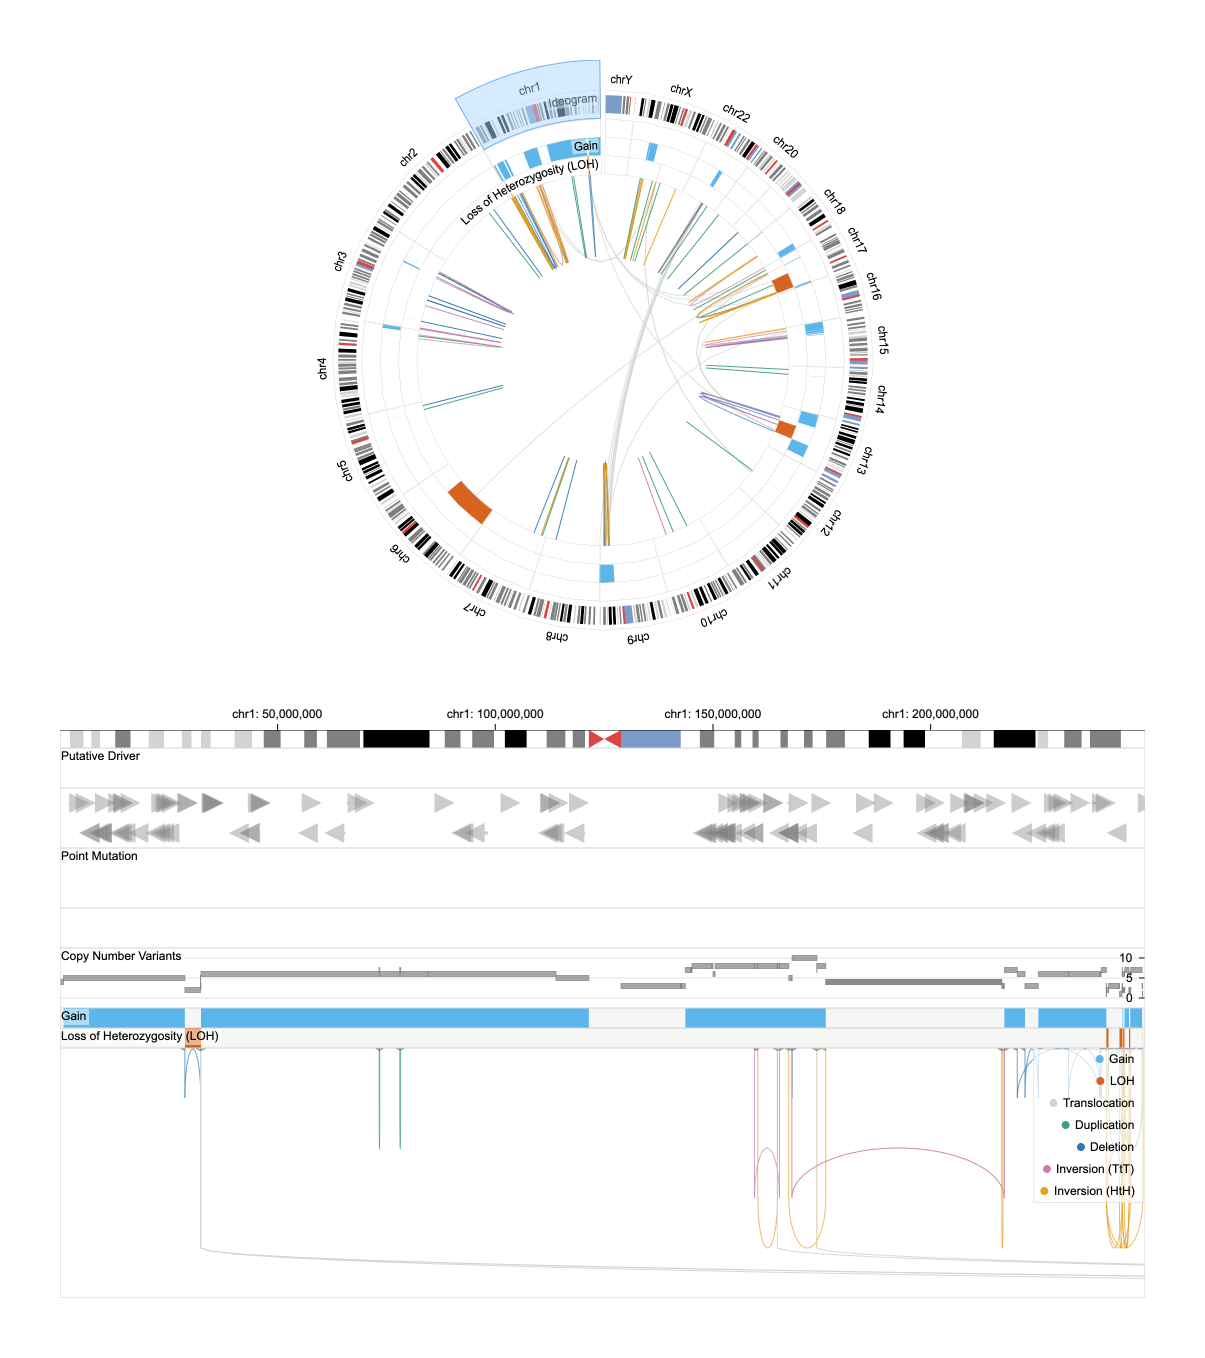 chrY
chrX
chr22
chr20
chr18
chr17
chr16
chr15
chr14
chr13
chr12
chr11
chr10
chr9
chr8
chr7
chr6
chr5
chr4
chr3
chr2
chr1
Ideogram
Gain
Loss of Heterozygosity (LOH)
chr1: 50,000,000
chr1: 100,000,000
chr1: 150,000,000
chr1: 200,000,000
Putative Driver
Point Mutation
Copy Number Variants
10
5
0
Gain
Loss of Heterozygosity (LOH)
Gain
LOH
Translocation
Duplication
Deletion
Inversion (TtT)
Inversion (HtH)